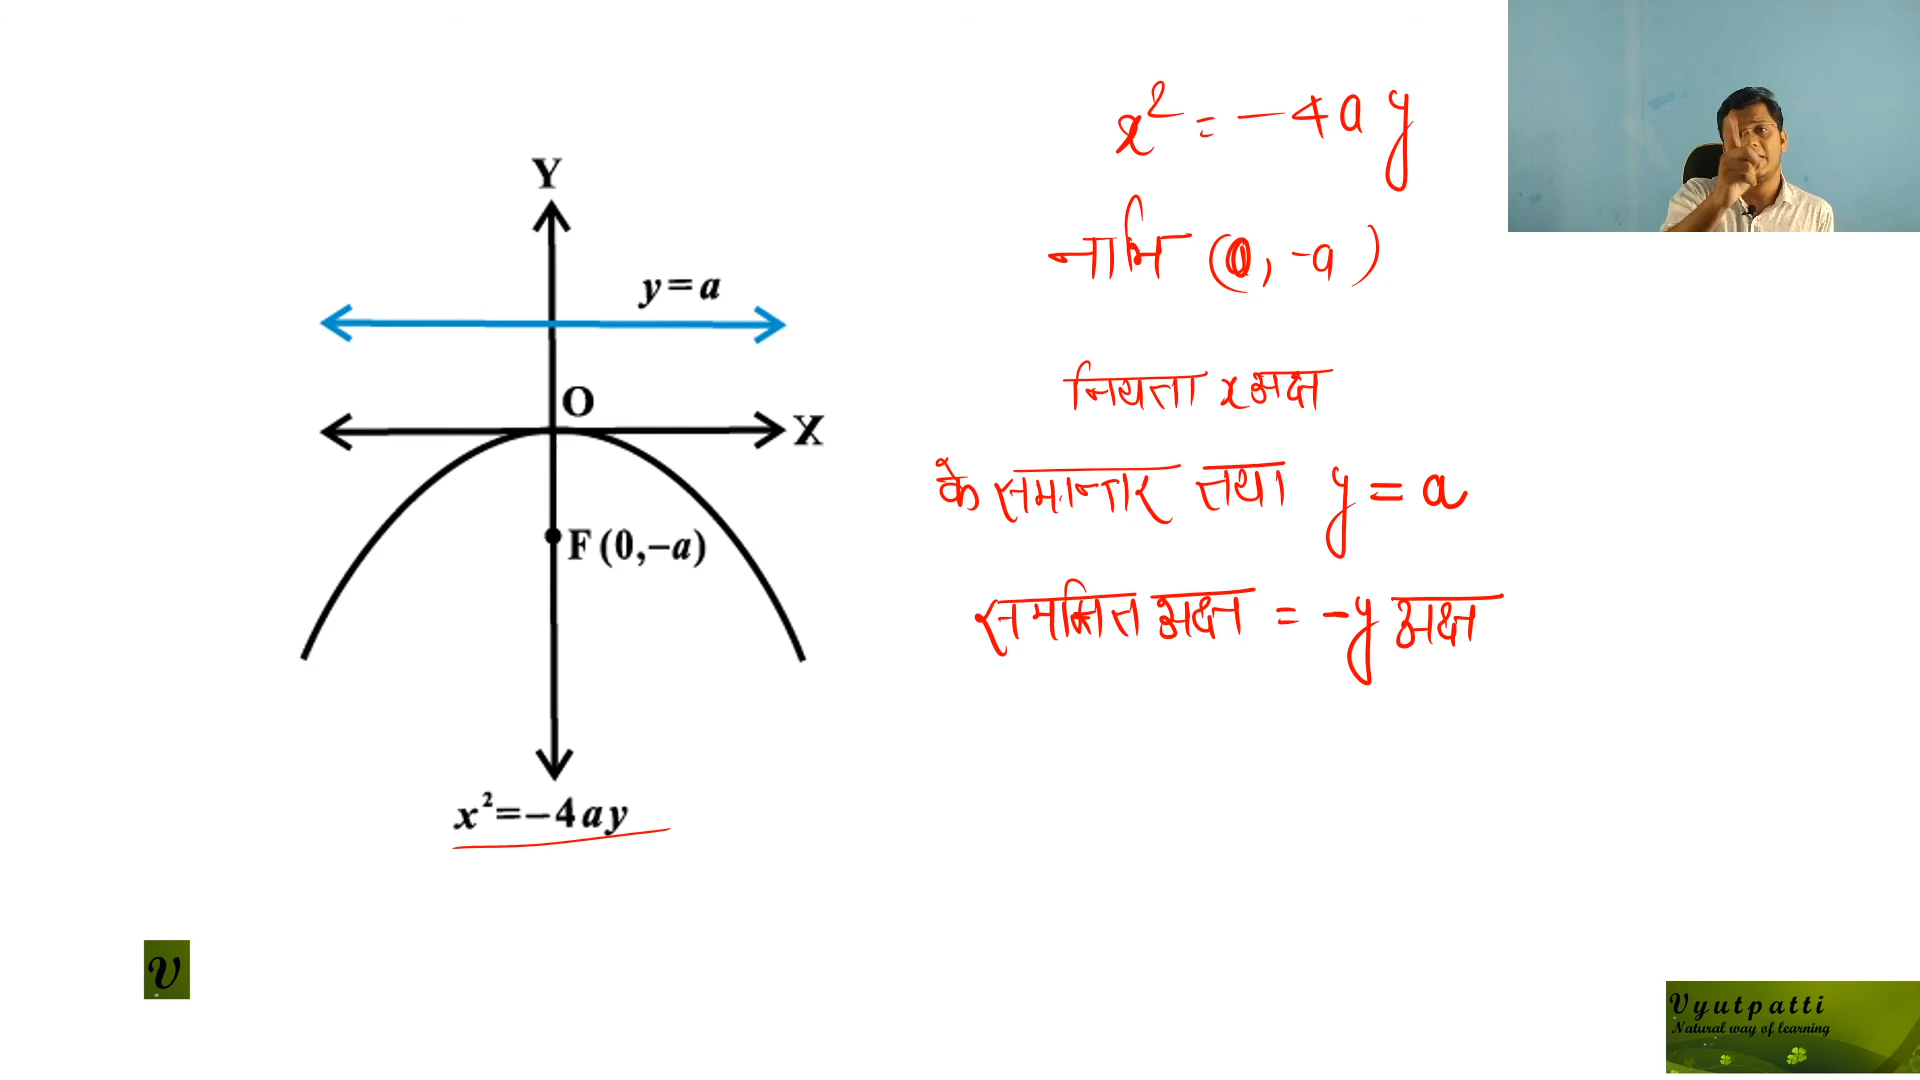 Y
y=a
O
X
F (0,−a)
x²=−4ay
x² = −4ay
नाभि (0, -a)
नियता x अक्ष
के समान्तर तथा y = a
सममित अक्ष = -y अक्ष
V
Vyutpatti
Natural way of learning